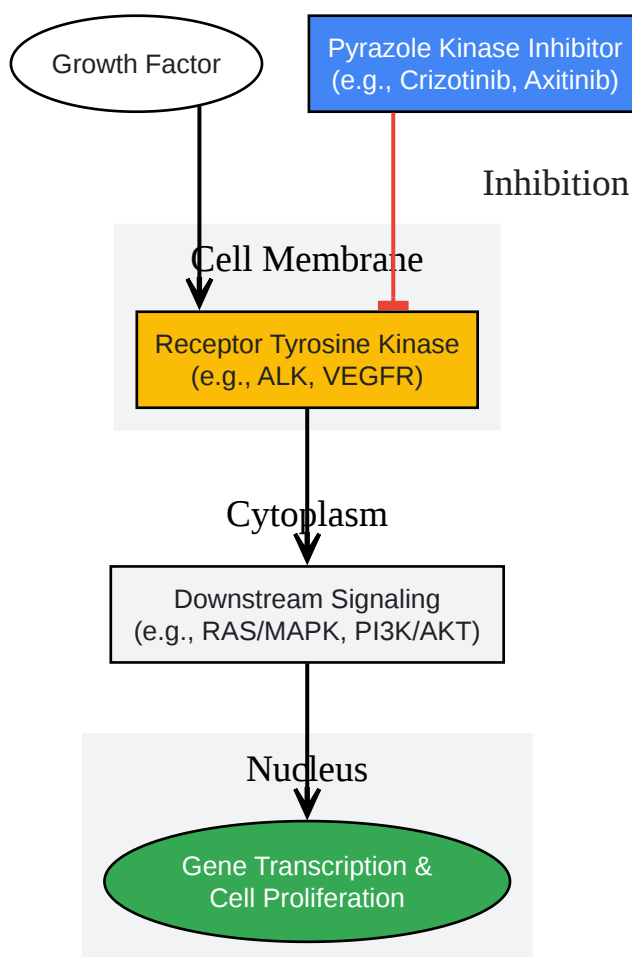 Growth Factor
Pyrazole Kinase Inhibitor
(e.g., Crizotinib, Axitinib)
Inhibition
Cell Membrane
Receptor Tyrosine Kinase
(e.g., ALK, VEGFR)
Cytoplasm
Downstream Signaling
(e.g., RAS/MAPK, PI3K/AKT)
Nucleus
Gene Transcription &
Cell Proliferation